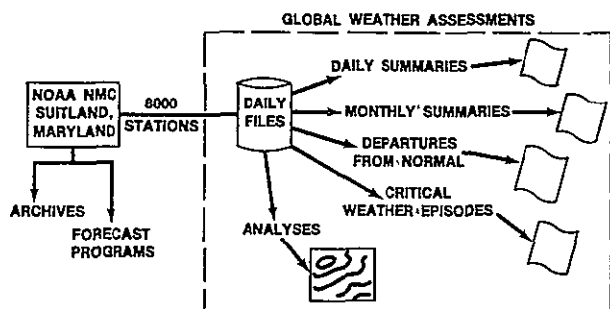 GLOBAL WEATHER ASSESSMENTS
NOAA NMC
SUITLAND,
MARYLAND
8000
STATIONS
DAILY
FILES
DAILY SUMMARIES
MONTHLY SUMMARIES
DEPARTURES
FROM NORMAL
CRITICAL
WEATHER EPISODES
ANALYSES
ARCHIVES
FORECAST
PROGRAMS